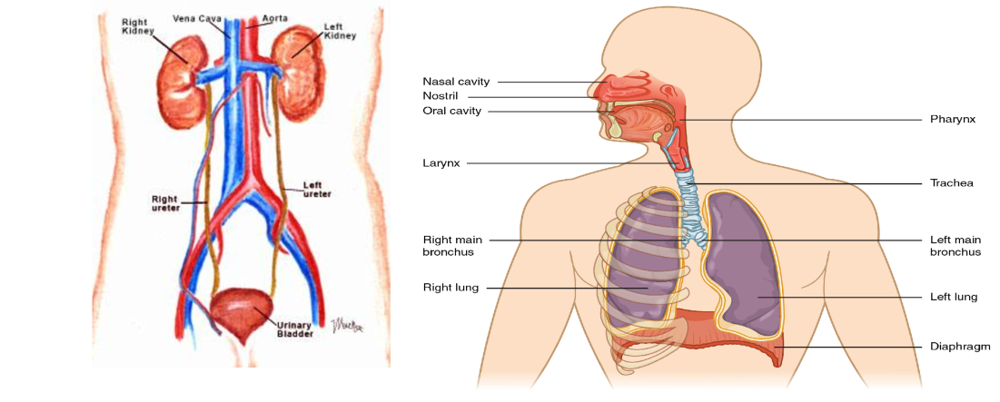 Right
Kidney
Vena Cava
Aorta
Left
Kidney
Right
ureter
Left
ureter
Urinary
Bladder
Nasal cavity
Nostril
Oral cavity
Larynx
Right main
bronchus
Right lung
Pharynx
Trachea
Left main
bronchus
Left lung
Diaphragm